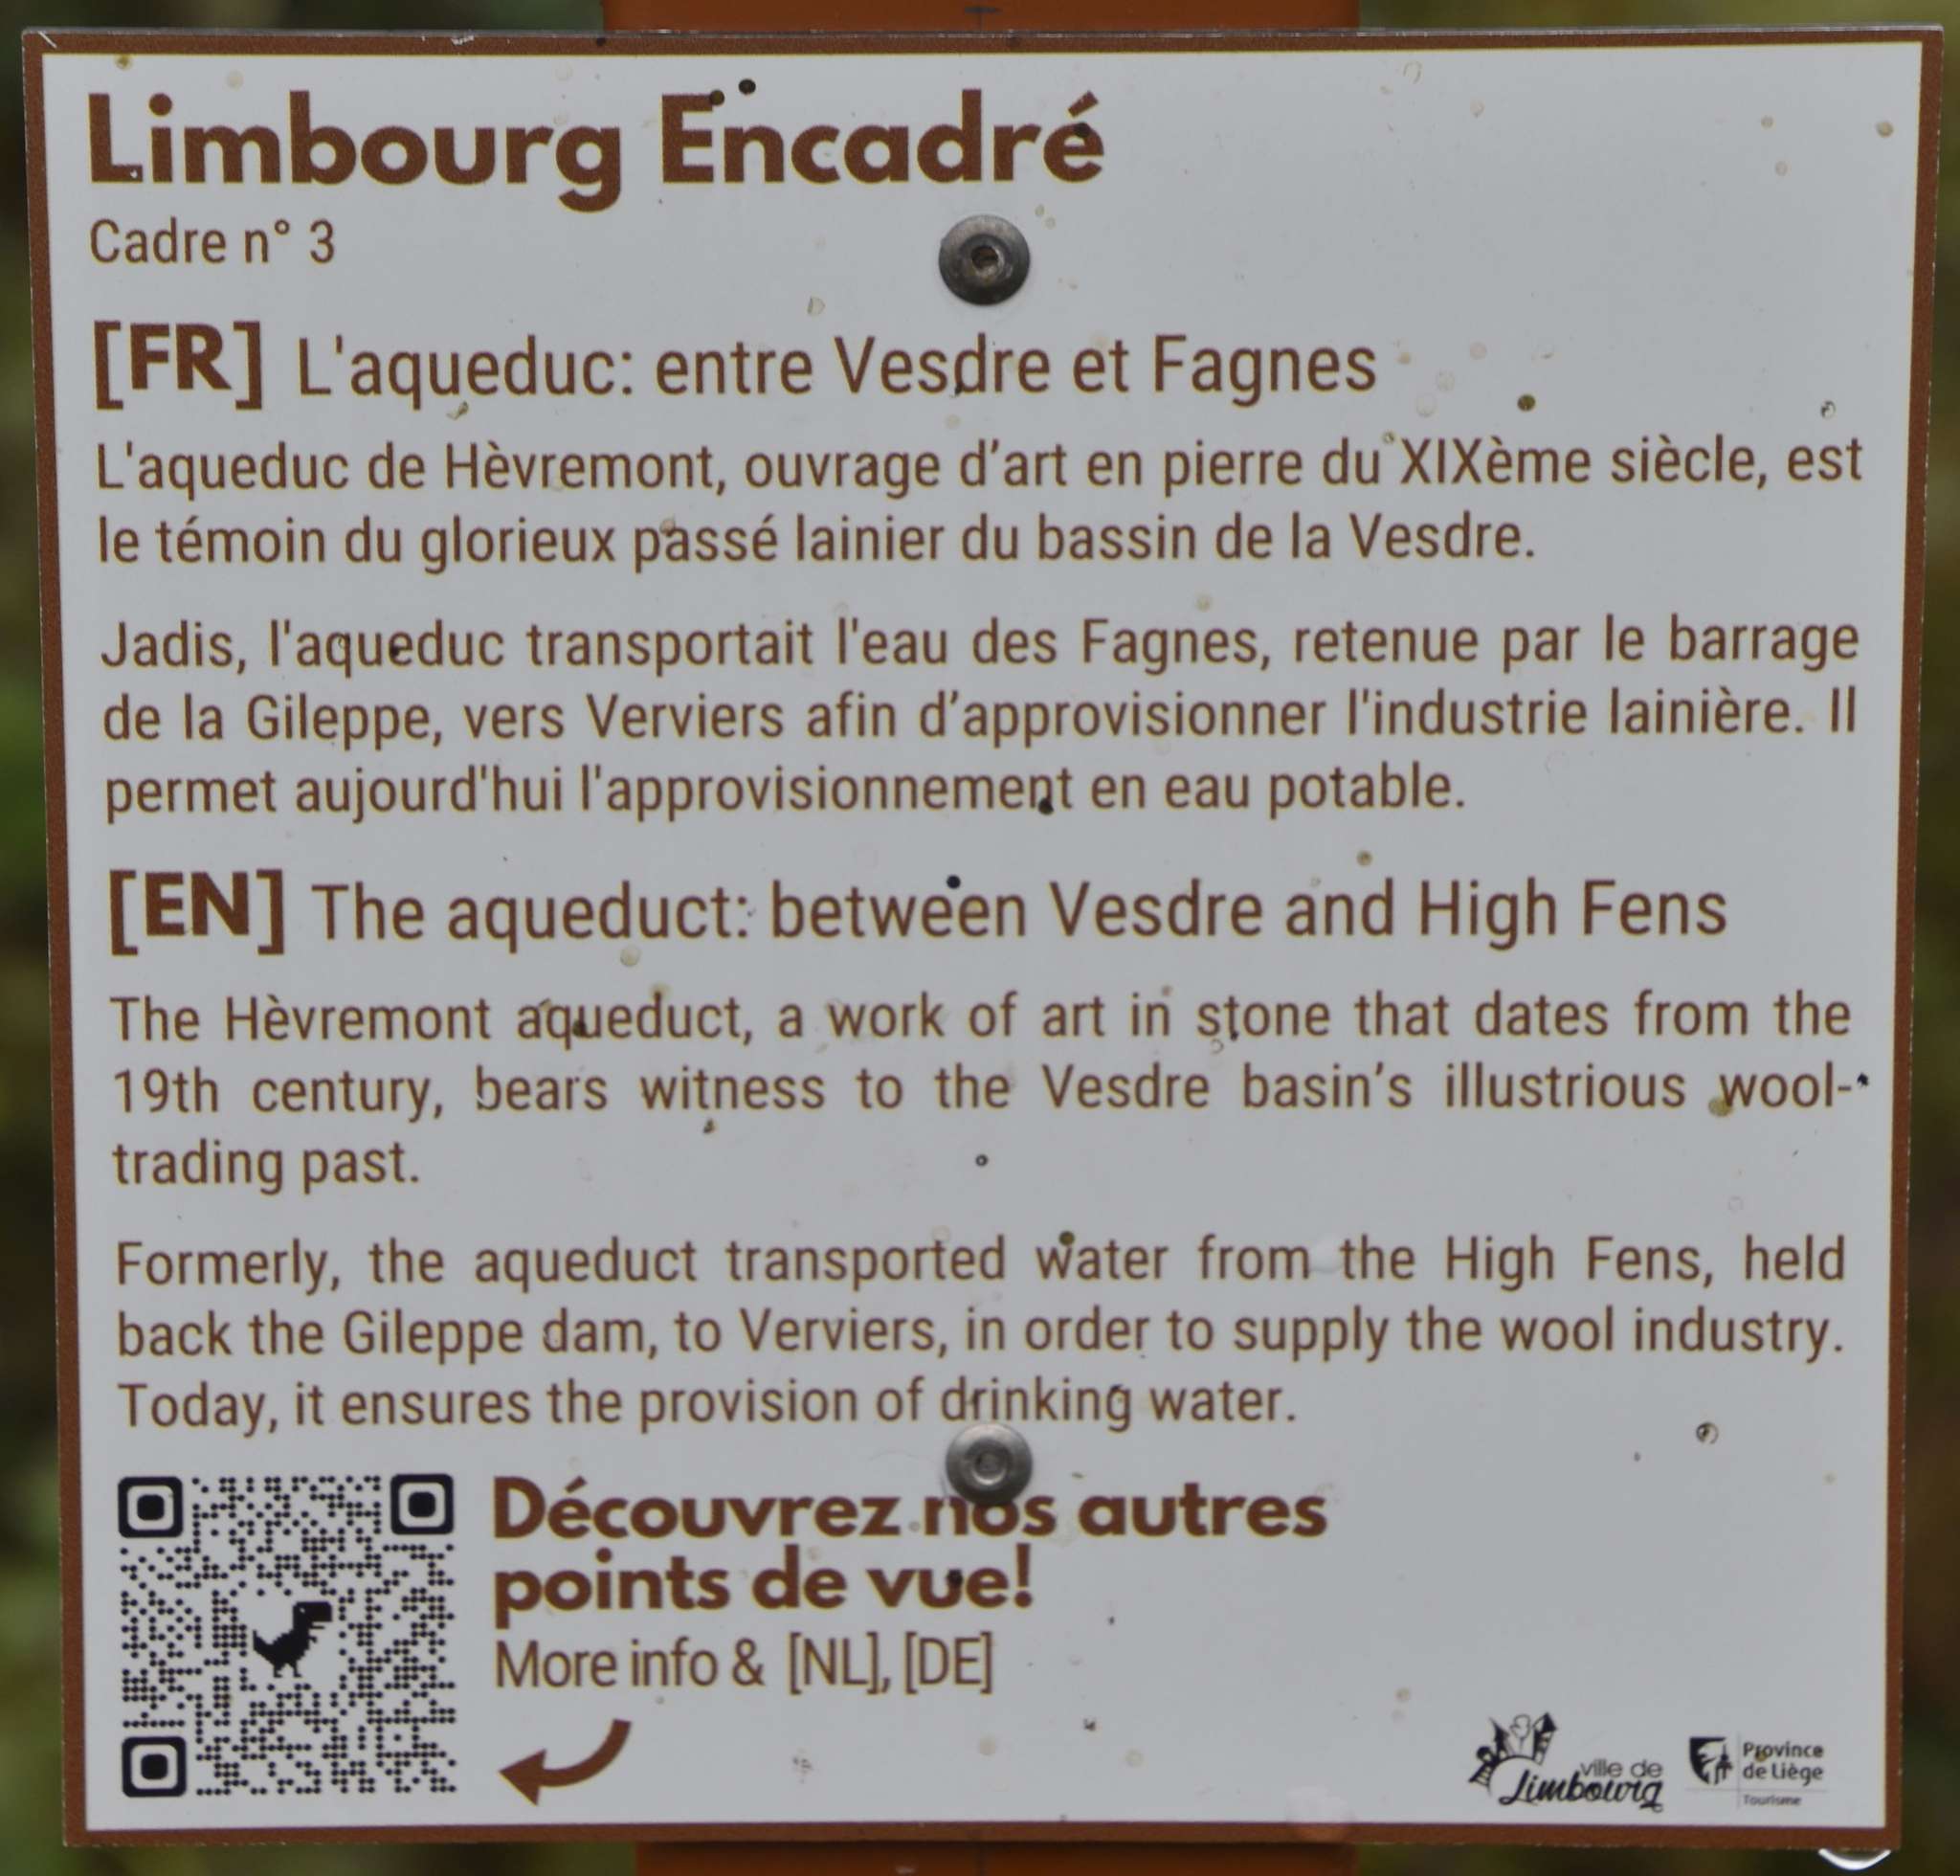 Limbourg Encadré
Cadre n° 3
[FR] L'aqueduc: entre Vesdre et Fagnes
L'aqueduc de Hèvremont, ouvrage d’art en pierre du XIXème siècle, est
le témoin du glorieux passé lainier du bassin de la Vesdre.
Jadis, l'aqueduc transportait l'eau des Fagnes, retenue par le barrage
de la Gileppe, vers Verviers afin d’approvisionner l'industrie lainière. Il
permet aujourd'hui l'approvisionnement en eau potable.
[EN] The aqueduct: between Vesdre and High Fens
The Hèvremont aqueduct, a work of art in stone that dates from the
19th century, bears witness to the Vesdre basin’s illustrious wool-
trading past.
Formerly, the aqueduct transported water from the High Fens, held
back the Gileppe dam, to Verviers, in order to supply the wool industry.
Today, it ensures the provision of drinking water.
Découvrez nos autres
points de vue!
More info & [NL], [DE]
ville de
Limbourg
Province
de Liège
Tourisme